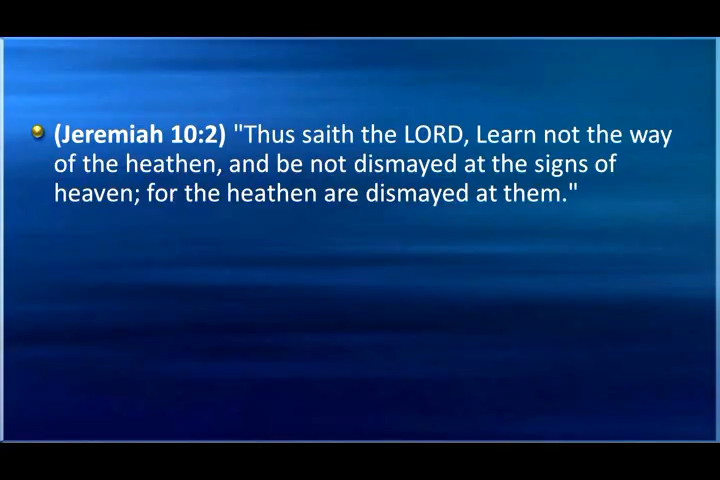 (Jeremiah 10:2) "Thus saith the LORD, Learn not the way
of the heathen, and be not dismayed at the signs of
heaven; for the heathen are dismayed at them."